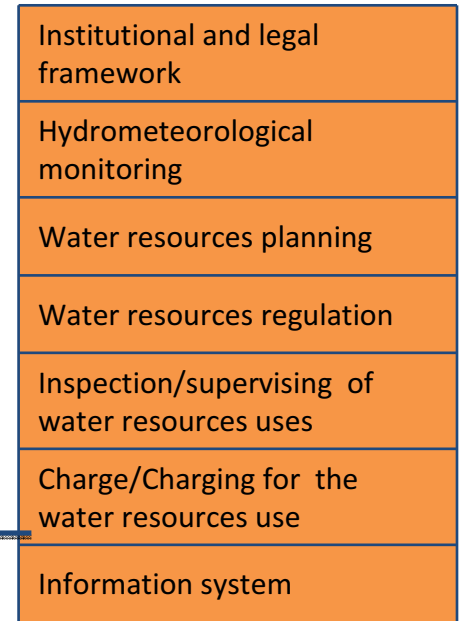 Institutional and legal
framework
Hydrometeorological
monitoring
Water resources planning
Water resources regulation
Inspection/supervising of
water resources uses
Charge/Charging for the
water resources use
Information system